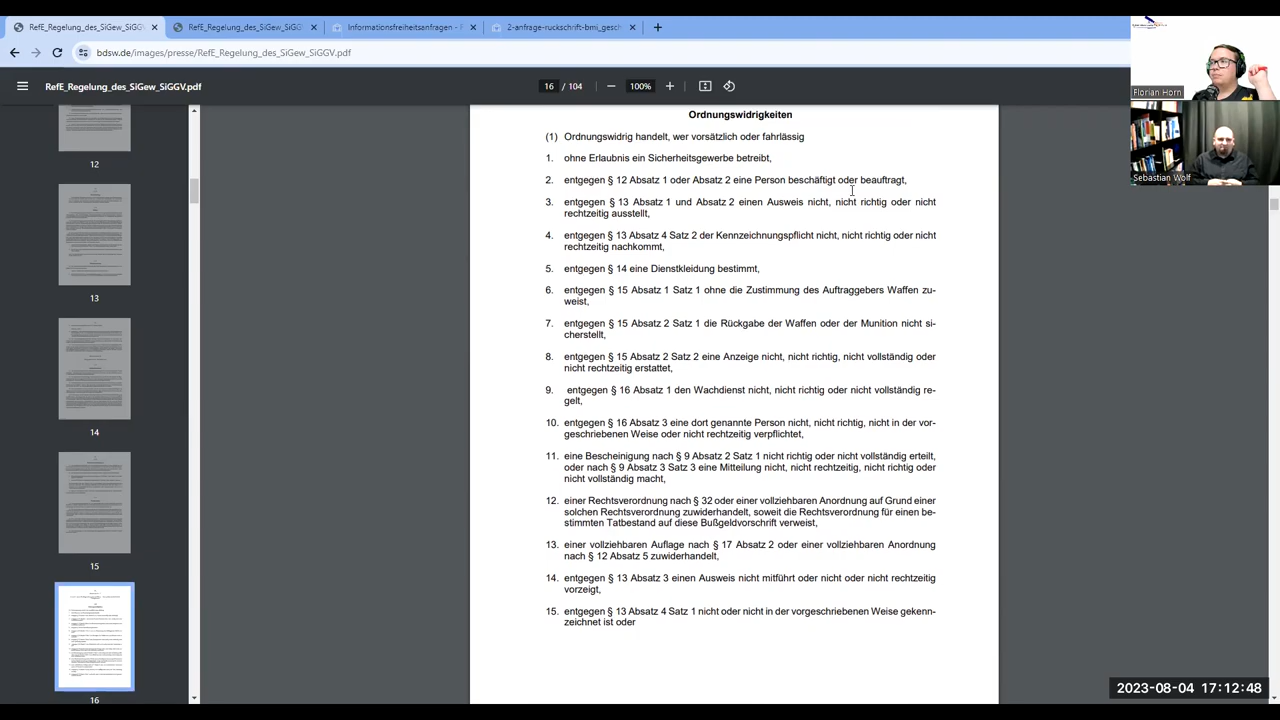 RefE_Regelung_des_SiGew_SiGG
RefE_Regelung_des_SiGew_SiGGV.
Informationsfreiheitsanfragen -
2-anfrage-ruckschrift-bmi_gesch
bdsw.de/images/presse/RefE_Regelung_des_SiGew_SiGGV.pdf
RefE_Regelung_des_SiGew_SiGGV.pdf
16 / 104
100%
Florian Horn
Sebastian Wolf
12
13
14
15
16
Ordnungswidrigkeiten
(1) Ordnungswidrig handelt, wer vorsätzlich oder fahrlässig
1. ohne Erlaubnis ein Sicherheitsgewerbe betreibt,
2. entgegen § 12 Absatz 1 oder Absatz 2 eine Person beschäftigt oder beauftragt,
3. entgegen § 13 Absatz 1 und Absatz 2 einen Ausweis nicht, nicht richtig oder nicht
rechtzeitig ausstellt,
4. entgegen § 13 Absatz 4 Satz 2 der Kennzeichnungspflicht nicht, nicht richtig oder nicht
rechtzeitig nachkommt,
5. entgegen § 14 eine Dienstkleidung bestimmt,
6. entgegen § 15 Absatz 1 Satz 1 ohne die Zustimmung des Auftraggebers Waffen zu-
weist,
7. entgegen § 15 Absatz 2 Satz 1 die Rückgabe der Waffen oder der Munition nicht si-
cherstellt,
8. entgegen § 15 Absatz 2 Satz 2 eine Anzeige nicht, nicht richtig, nicht vollständig oder
nicht rechtzeitig erstattet,
9. entgegen § 16 Absatz 1 den Wachdienst nicht, nicht richtig oder nicht vollständig re-
gelt,
10. entgegen § 16 Absatz 3 eine dort genannte Person nicht, nicht richtig, nicht in der vor-
geschriebenen Weise oder nicht rechtzeitig verpflichtet,
11. eine Bescheinigung nach § 9 Absatz 2 Satz 1 nicht richtig oder nicht vollständig erteilt,
oder nach § 9 Absatz 3 Satz 3 eine Mitteilung nicht, nicht rechtzeitig, nicht richtig oder
nicht vollständig macht,
12. einer Rechtsverordnung nach § 32 oder einer vollziehbaren Anordnung auf Grund einer
solchen Rechtsverordnung zuwiderhandelt, soweit die Rechtsverordnung für einen be-
stimmten Tatbestand auf diese Bußgeldvorschrift verweist,
13. einer vollziehbaren Auflage nach § 17 Absatz 2 oder einer vollziehbaren Anordnung
nach § 12 Absatz 5 zuwiderhandelt,
14. entgegen § 13 Absatz 3 einen Ausweis nicht mitführt oder nicht oder nicht rechtzeitig
vorzeigt,
15. entgegen § 13 Absatz 4 Satz 1 nicht oder nicht in der vorgeschriebenen Weise gekenn-
zeichnet ist oder
2023-08-04 17:12:48